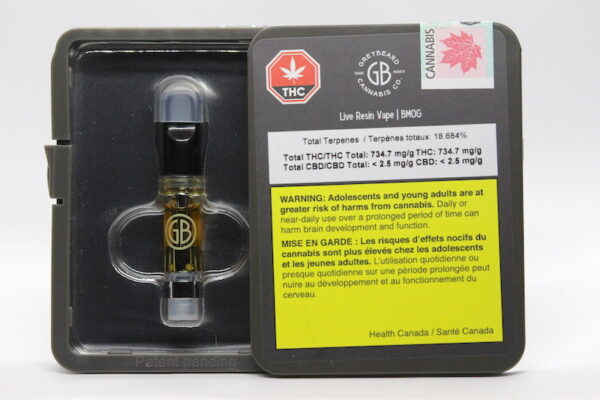 CANNABIS
THC
GREYBEARD
GB
CANNABIS CO.
Live Resin Vape | BMOG
Total Terpenes / Terpènes totaux: 18.684%
Total THC/THC Total: 734.7 mg/g THC: 734.7 mg/g
Total CBD/CBD Total: < 2.5 mg/g CBD: < 2.5 mg/g
WARNING: Adolescents and young adults are at
greater risk of harms from cannabis. Daily or
near-daily use over a prolonged period of time can
harm brain development and function.
MISE EN GARDE : Les risques d'effets nocifs du
cannabis sont plus élevés chez les adolescents
et les jeunes adultes. L'utilisation quotidienne ou
presque quotidienne sur une période prolongée peut
nuire au développement et au fonctionnement du
cerveau.
Health Canada / Santé Canada
GB
Patent pending